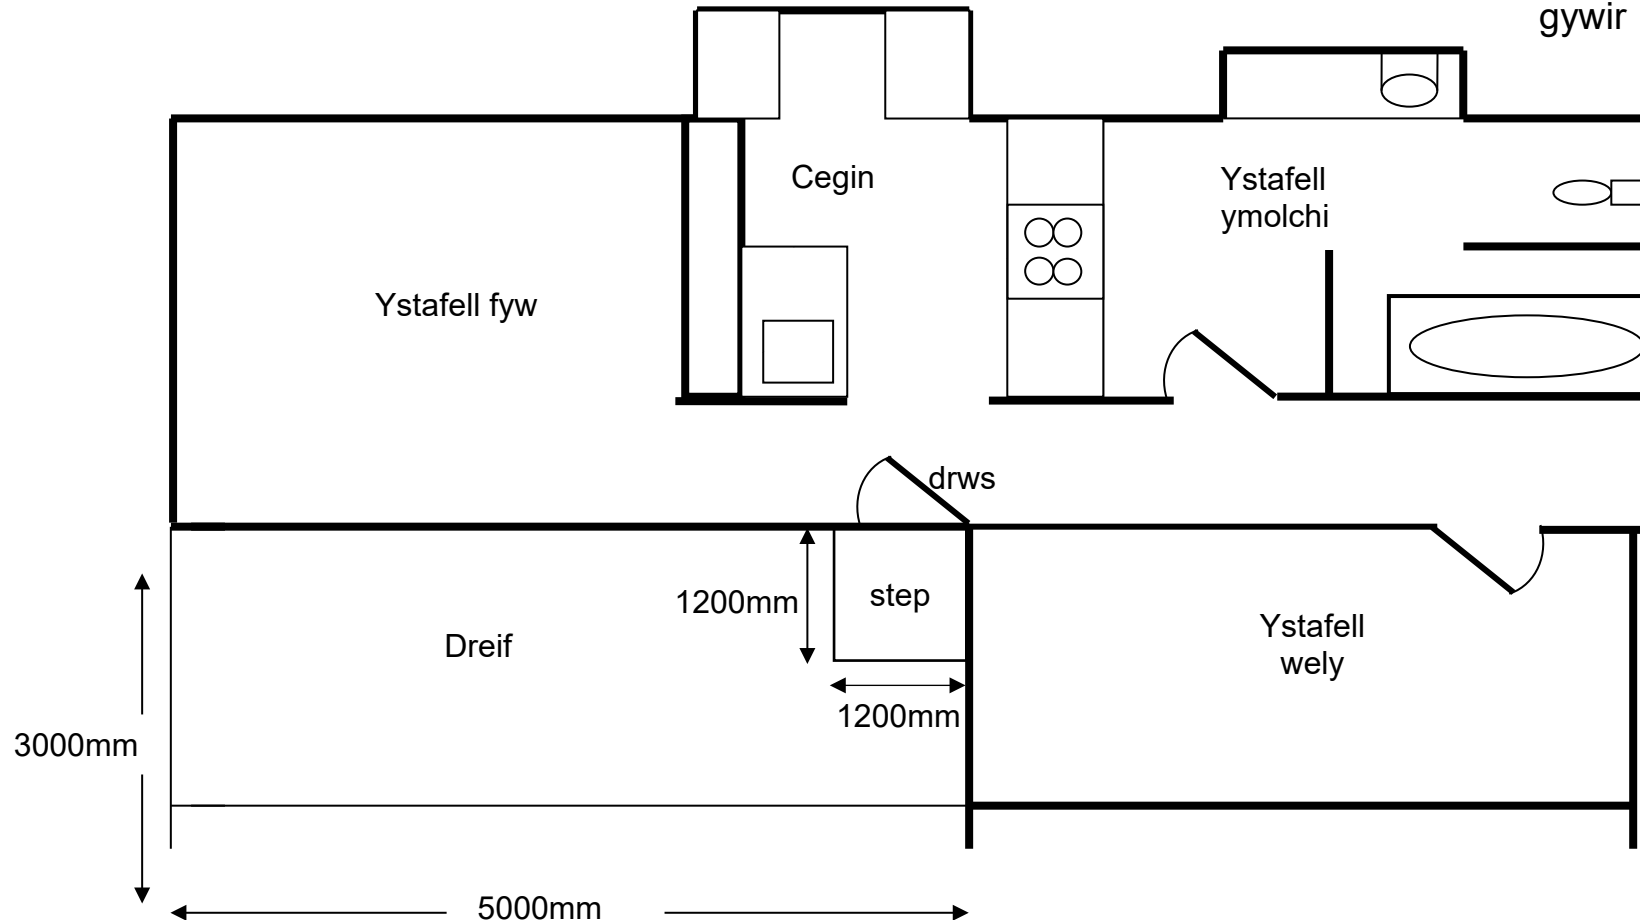 gywir
Cegin
Ystafell
ymolchi
Ystafell fyw
drws
1200mm
step
Dreif
Ystafell
wely
1200mm
3000mm
5000mm